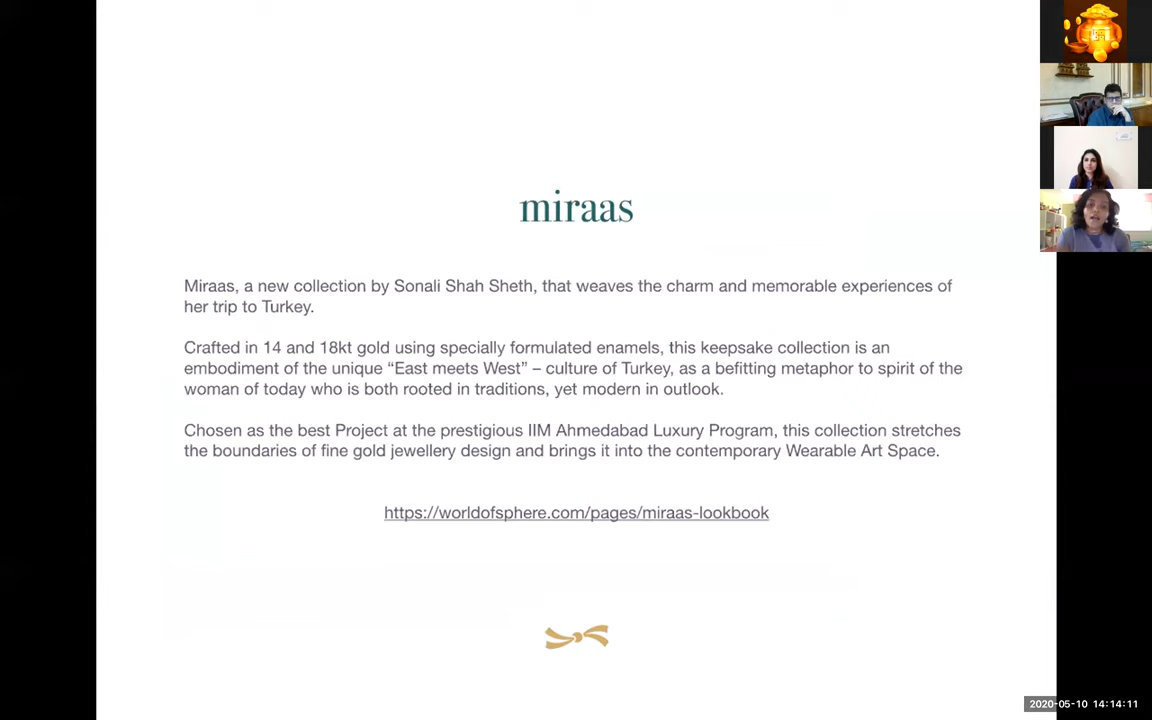 miraas
Miraas, a new collection by Sonali Shah Sheth, that weaves the charm and memorable experiences of
her trip to Turkey.
Crafted in 14 and 18kt gold using specially formulated enamels, this keepsake collection is an
embodiment of the unique “East meets West” – culture of Turkey, as a befitting metaphor to spirit of the
woman of today who is both rooted in traditions, yet modern in outlook.
Chosen as the best Project at the prestigious IIM Ahmedabad Luxury Program, this collection stretches
the boundaries of fine gold jewellery design and brings it into the contemporary Wearable Art Space.
https://worldofsphere.com/pages/miraas-lookbook
2020-05-10 14:14:11